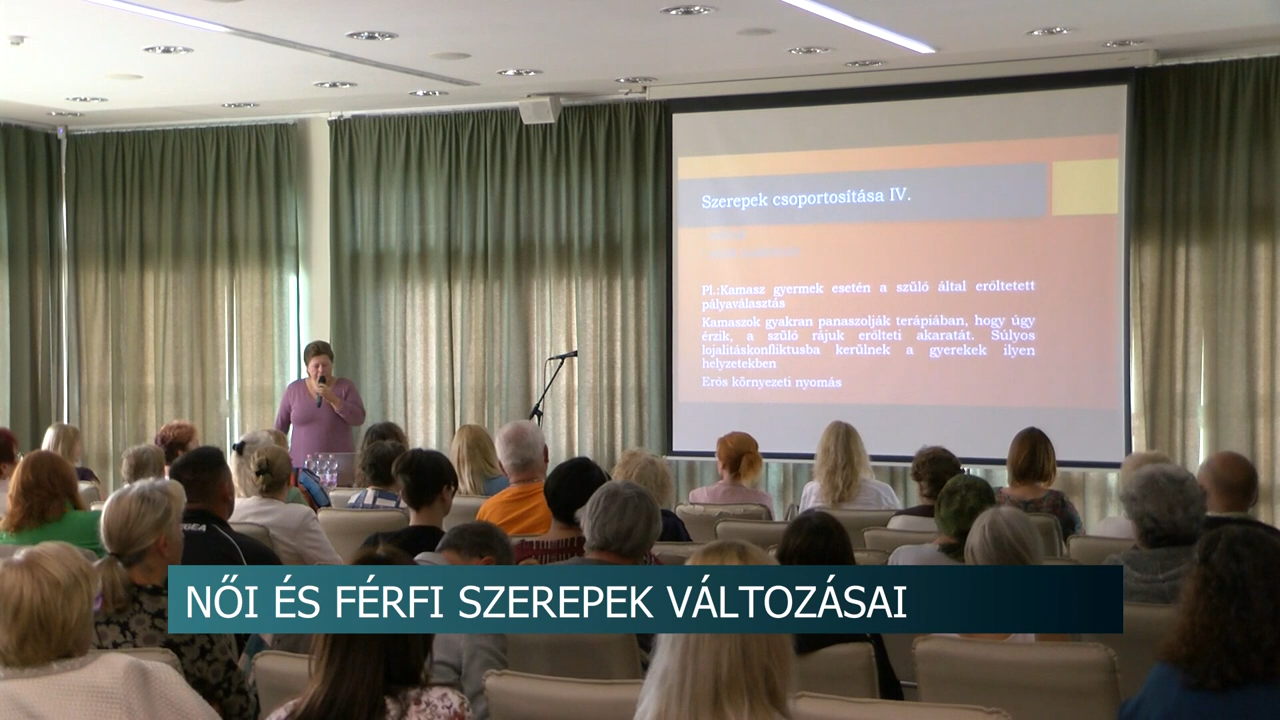 Szerepek csoportosítása IV.
Pl.:Kamasz gyermek esetén a szülő által erőltetett
pályaválasztás
Kamaszok gyakran panaszolják terápiában, hogy úgy
érzik, a szülő rájuk erőlteti akaratát. Súlyos
lojalitáskonfliktusba kerülnek a gyerekek ilyen
helyzetekben
Erős környezeti nyomás
NŐI ÉS FÉRFI SZEREPEK VÁLTOZÁSAI